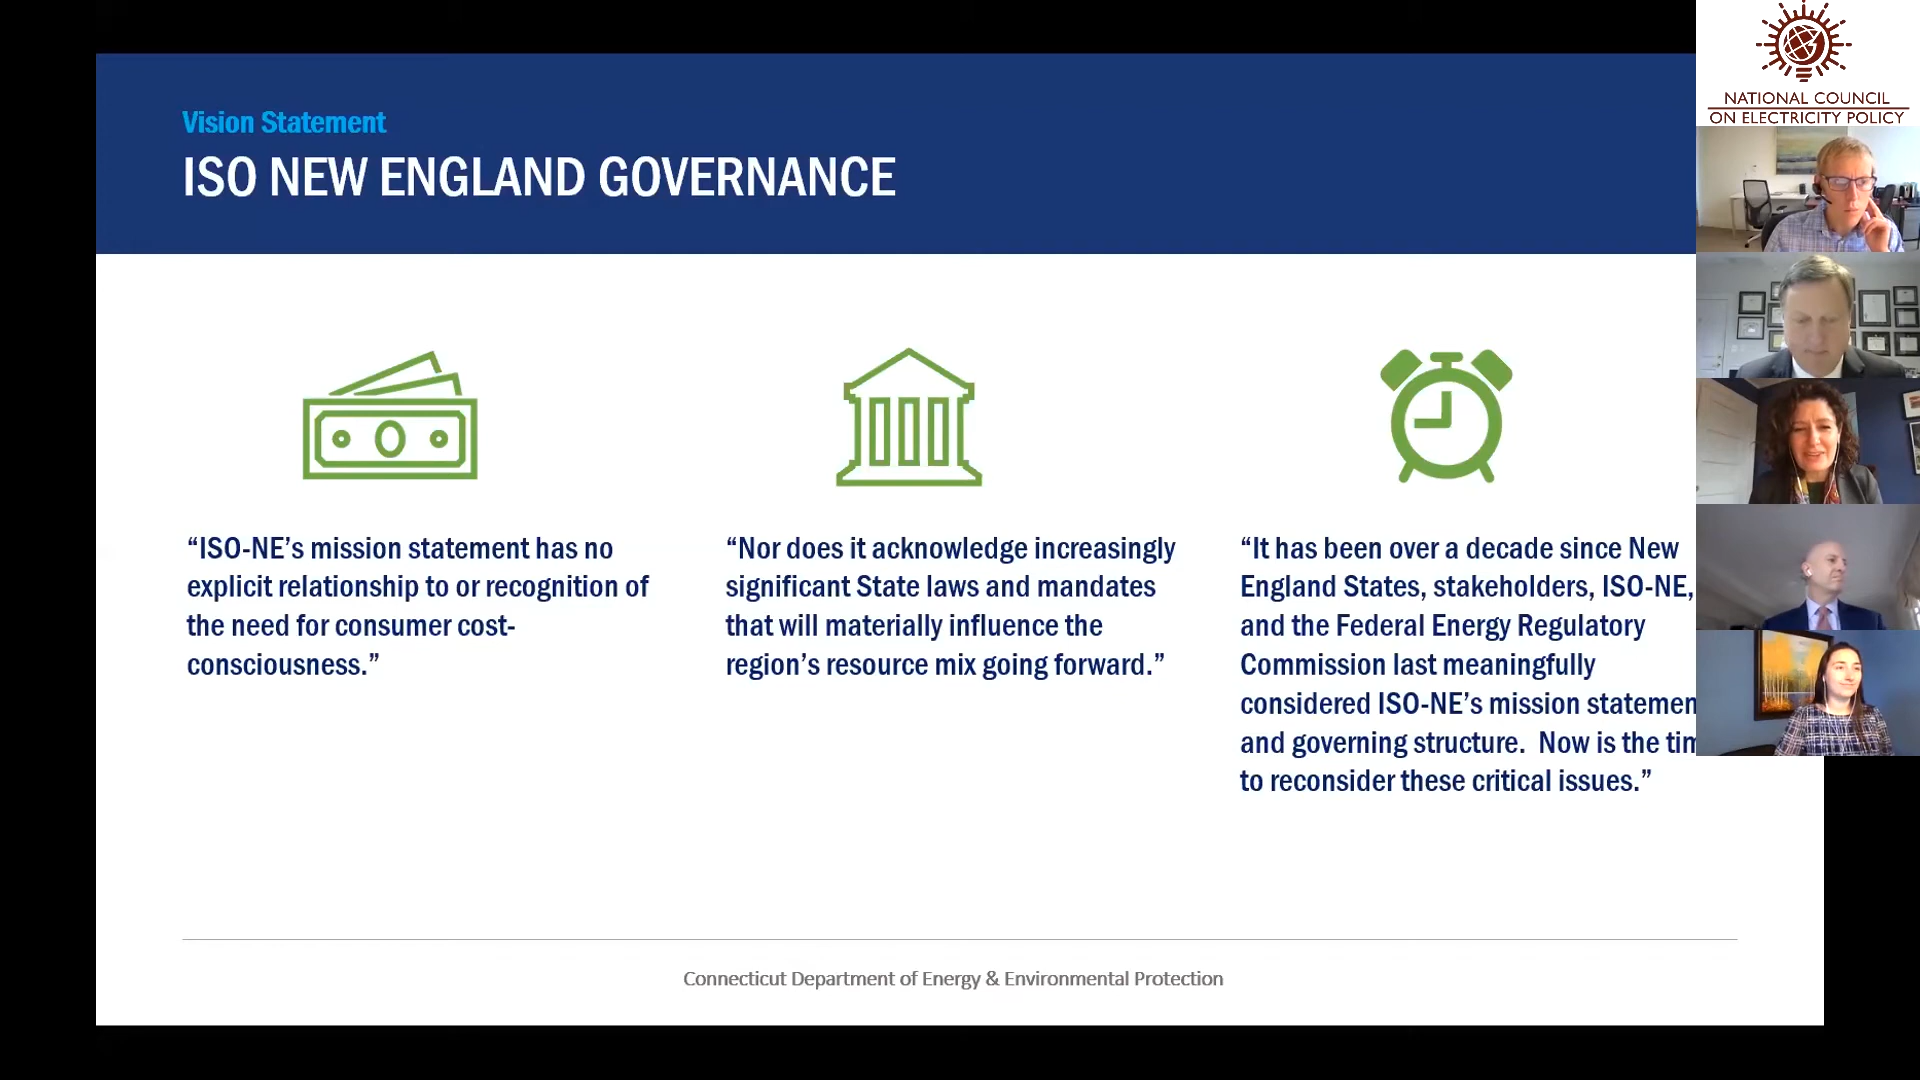 Vision Statement
ISO NEW ENGLAND GOVERNANCE
“ISO-NE’s mission statement has no
explicit relationship to or recognition of
the need for consumer cost-
consciousness.”
“Nor does it acknowledge increasingly
significant State laws and mandates
that will materially influence the
region’s resource mix going forward.”
“It has been over a decade since New
England States, stakeholders, ISO-NE,
and the Federal Energy Regulatory
Commission last meaningfully
considered ISO-NE’s mission statemen
and governing structure.  Now is the tim
to reconsider these critical issues.”
Connecticut Department of Energy & Environmental Protection
NATIONAL COUNCIL
ON ELECTRICITY POLICY